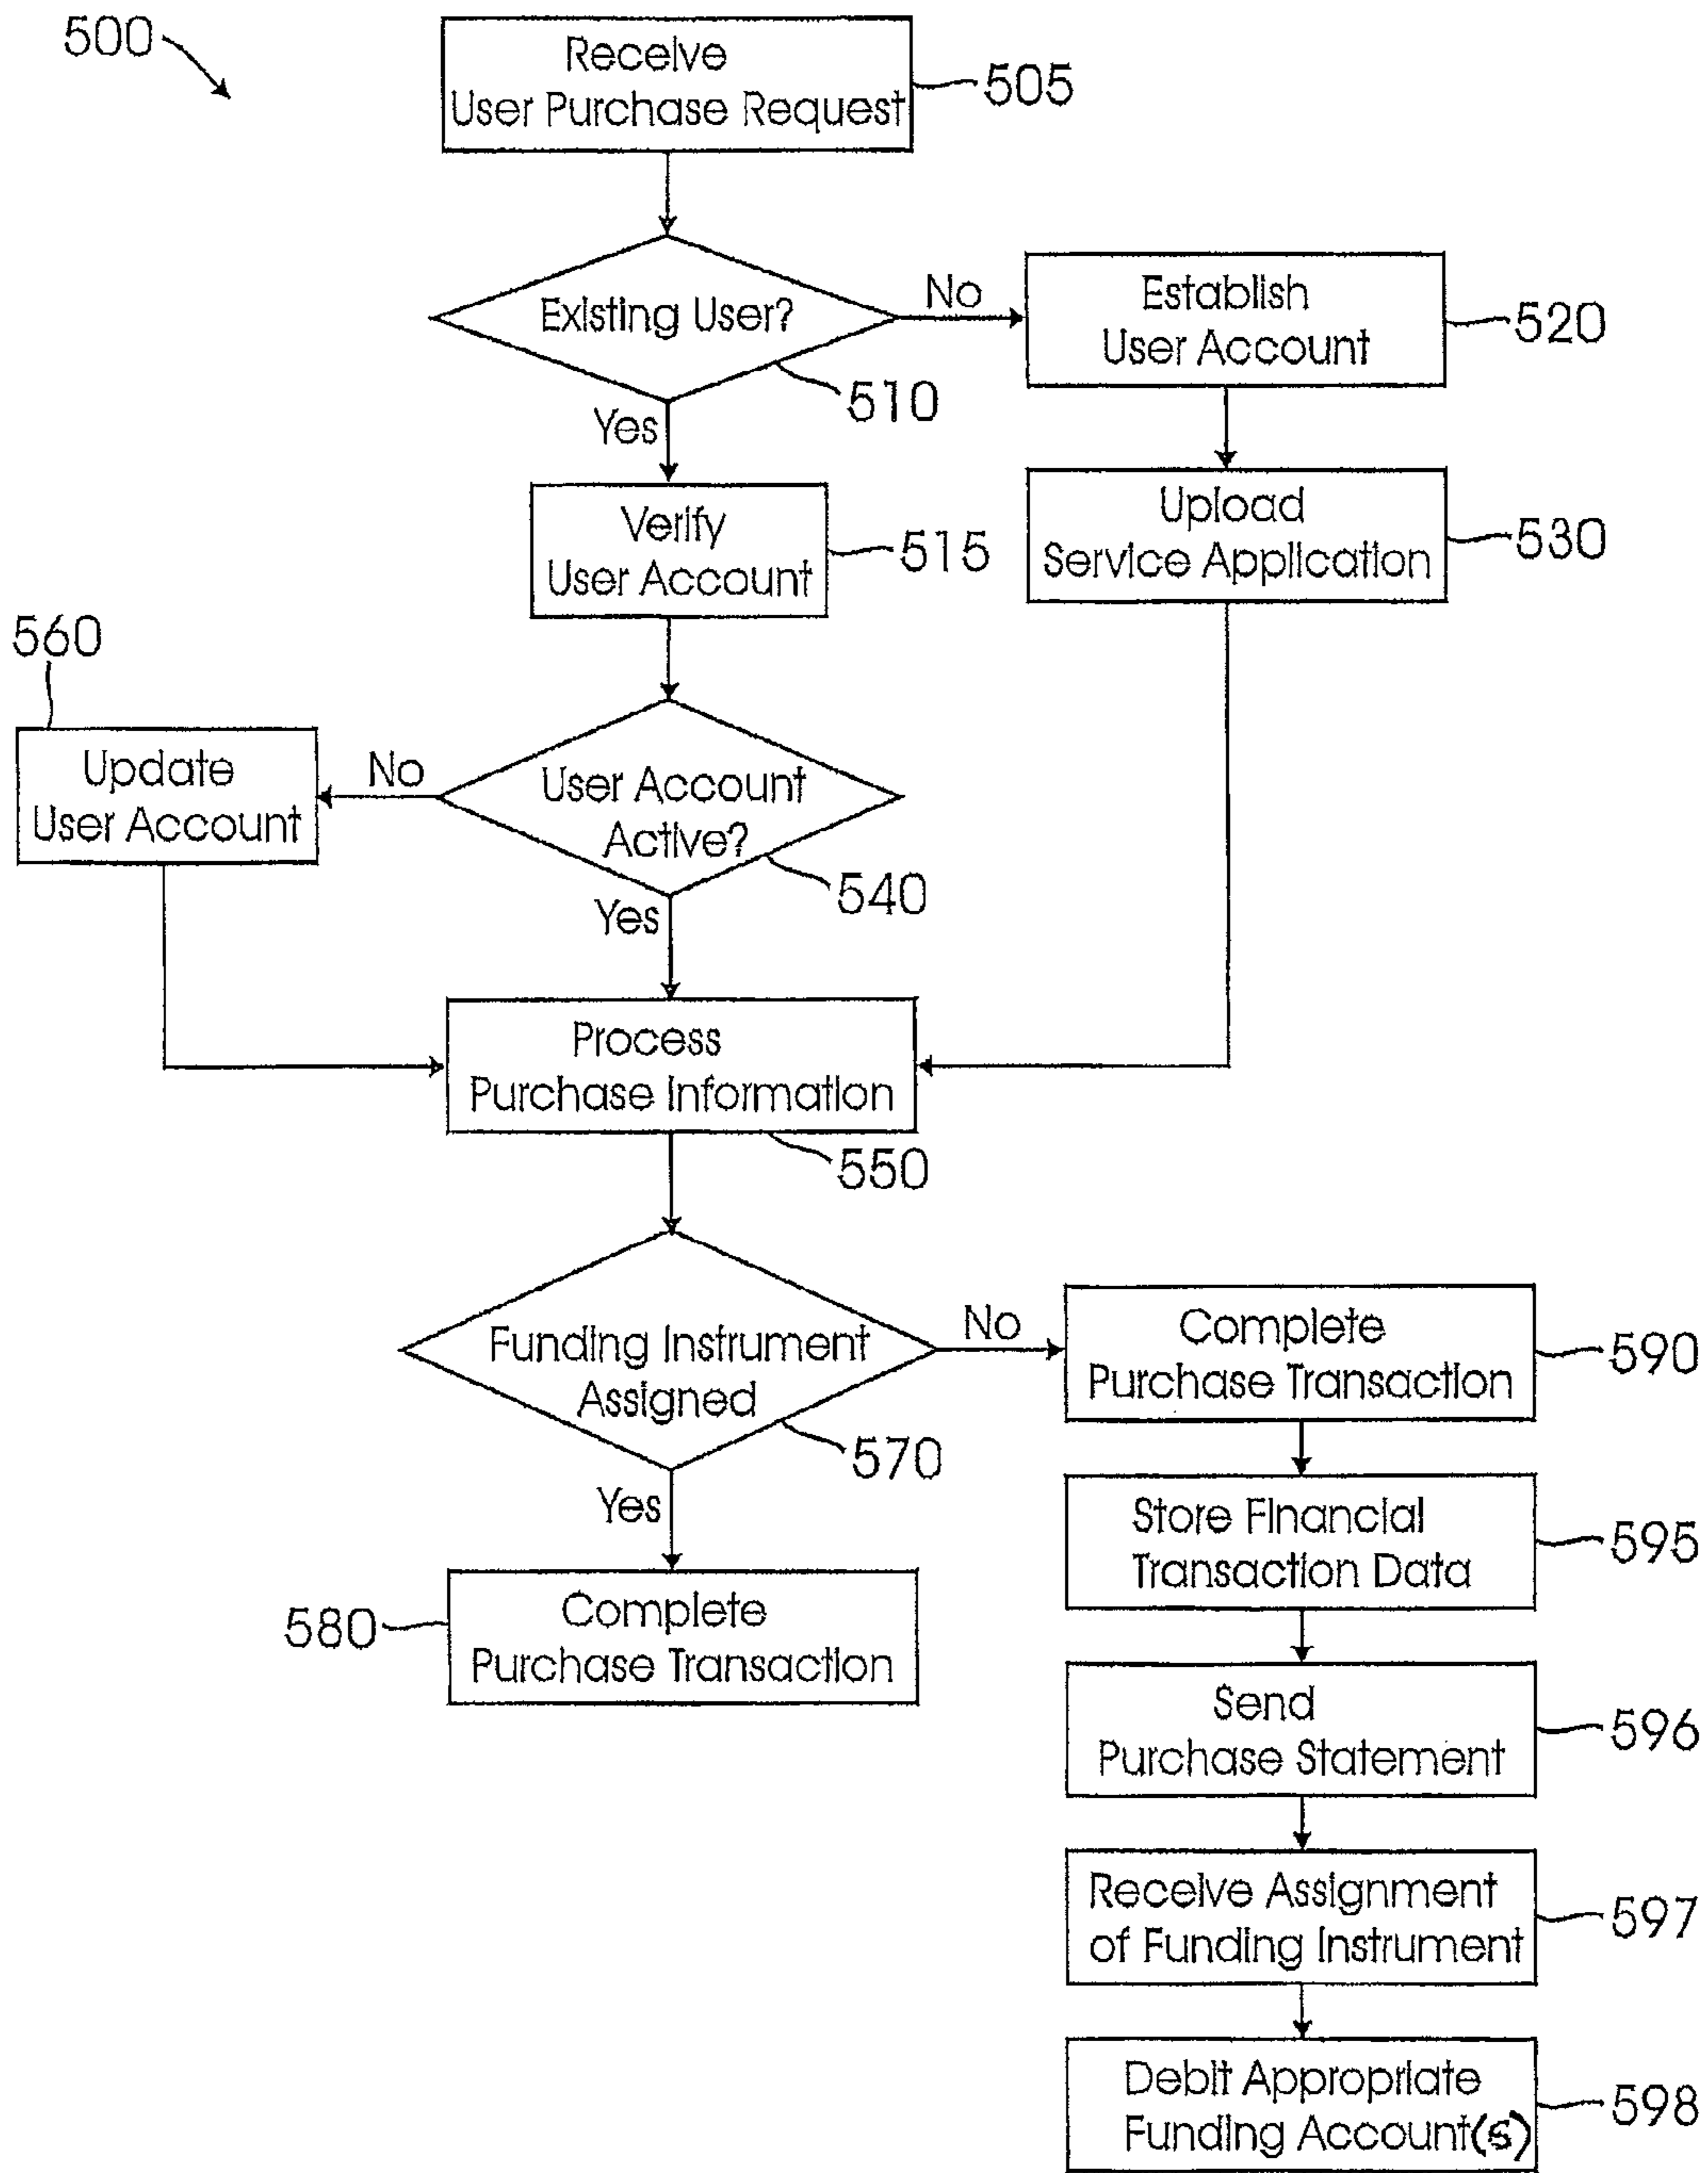 500
Receive
User Purchase Request
505
Existing User?
No
510
Yes
Establish
User Account
520
Verify
User Account
515
Upload
Service Application
530
560
Update
User Account
No
User Account
Active?
540
Yes
Process
Purchase Information
550
Funding Instrument
Assigned
No
570
Yes
Complete
Purchase Transaction
590
Store Financial
Transaction Data
595
580
Complete
Purchase Transaction
Send
Purchase Statement
596
Receive Assignment
of Funding Instrument
597
Debit Appropriate
Funding Account(s)
598